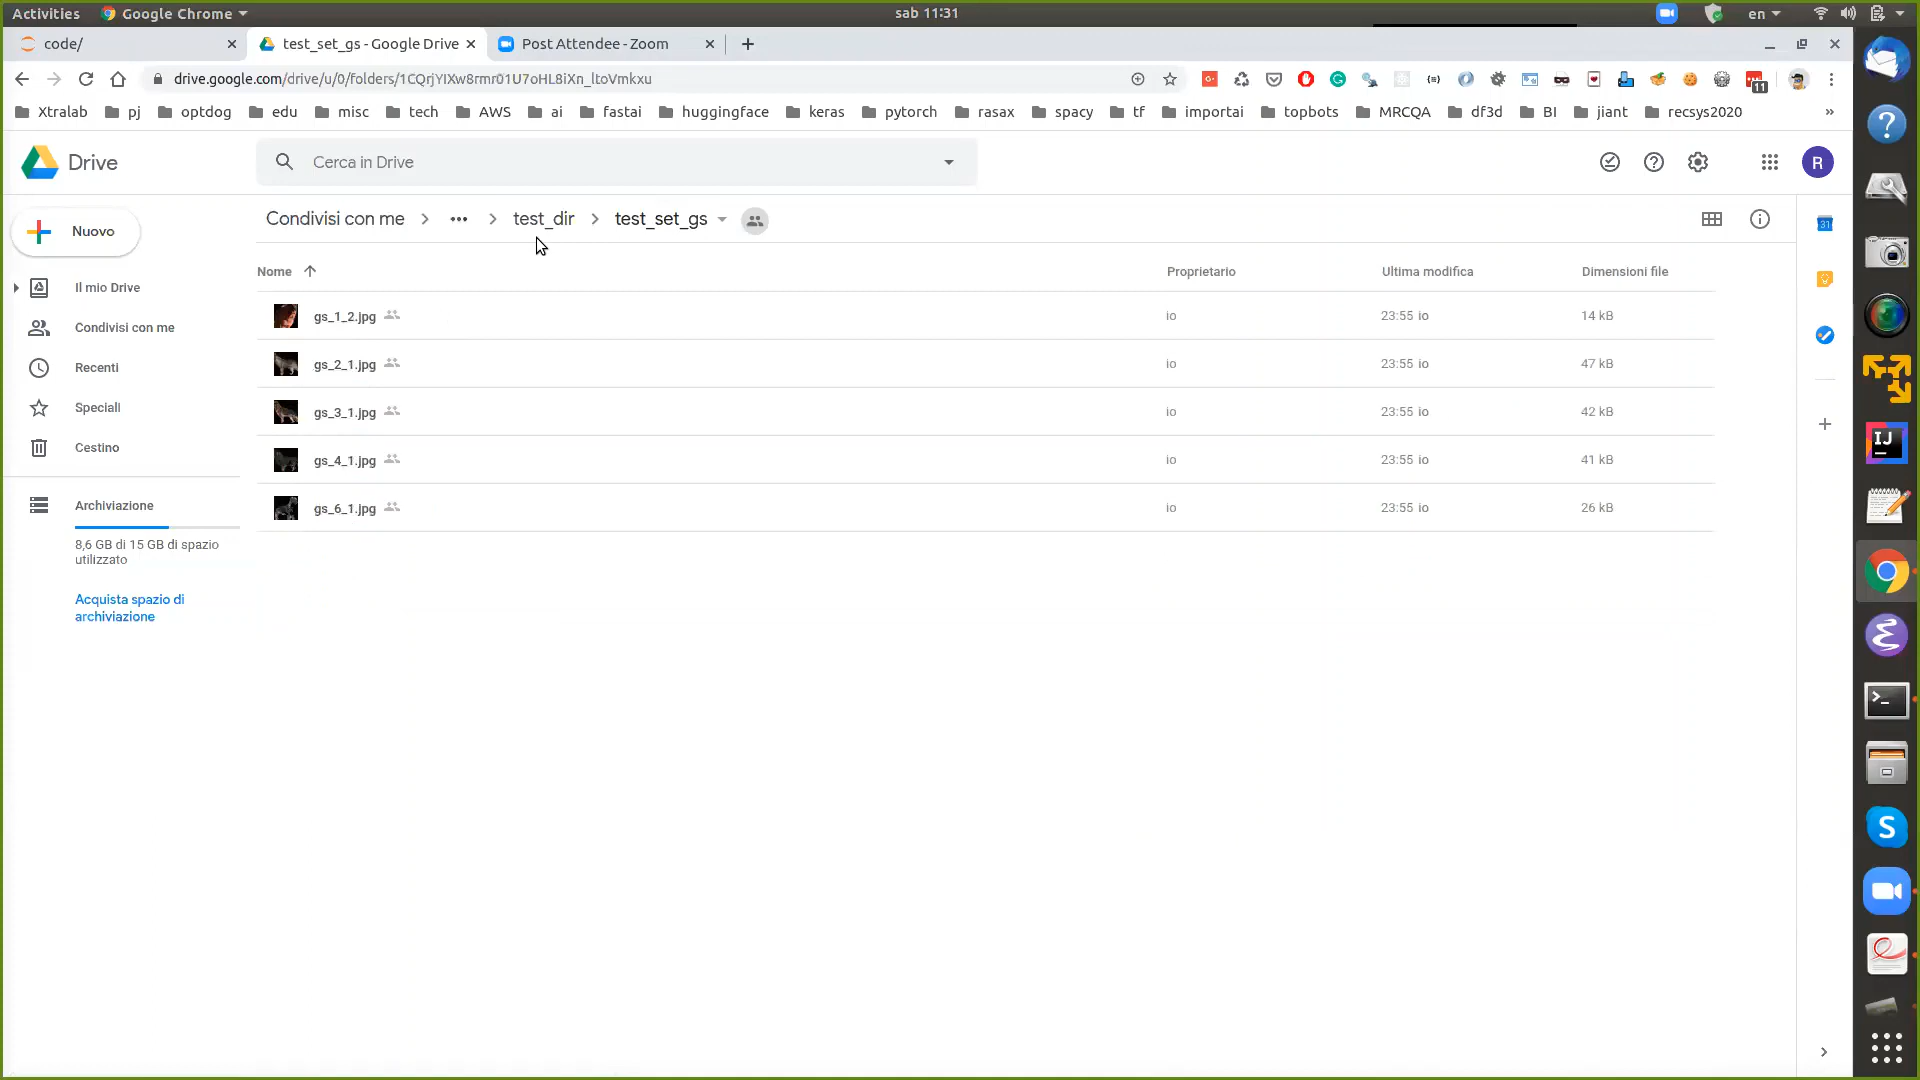 Activities Google Chrome sab 11:31 en
code/ test_set_gs - Google Drive Post Attendee - Zoom
drive.google.com/drive/u/0/folders/1CQrjYIXw8rmr01U7oHL8iXn_ltoVmkxu 11
Xtralab pj optdog edu misc tech AWS ai fastai huggingface keras pytorch rasax spacy tf importai topbots MRCQA df3d BI jiant recsys2020 »
Drive Cerca in Drive R
Nuovo
Condivisi con me > ••• > test_dir > test_set_gs
Nome Proprietario Ultima modifica Dimensioni file
gs_1_2.jpg io 23:55 io 14 kB
gs_2_1.jpg io 23:55 io 47 kB
gs_3_1.jpg io 23:55 io 42 kB
gs_4_1.jpg io 23:55 io 41 kB
gs_6_1.jpg io 23:55 io 26 kB
Il mio Drive
Condivisi con me
Recenti
Speciali
Cestino
Archiviazione
8,6 GB di 15 GB di spazio
utilizzato
Acquista spazio di
archiviazione
31
IJ
S